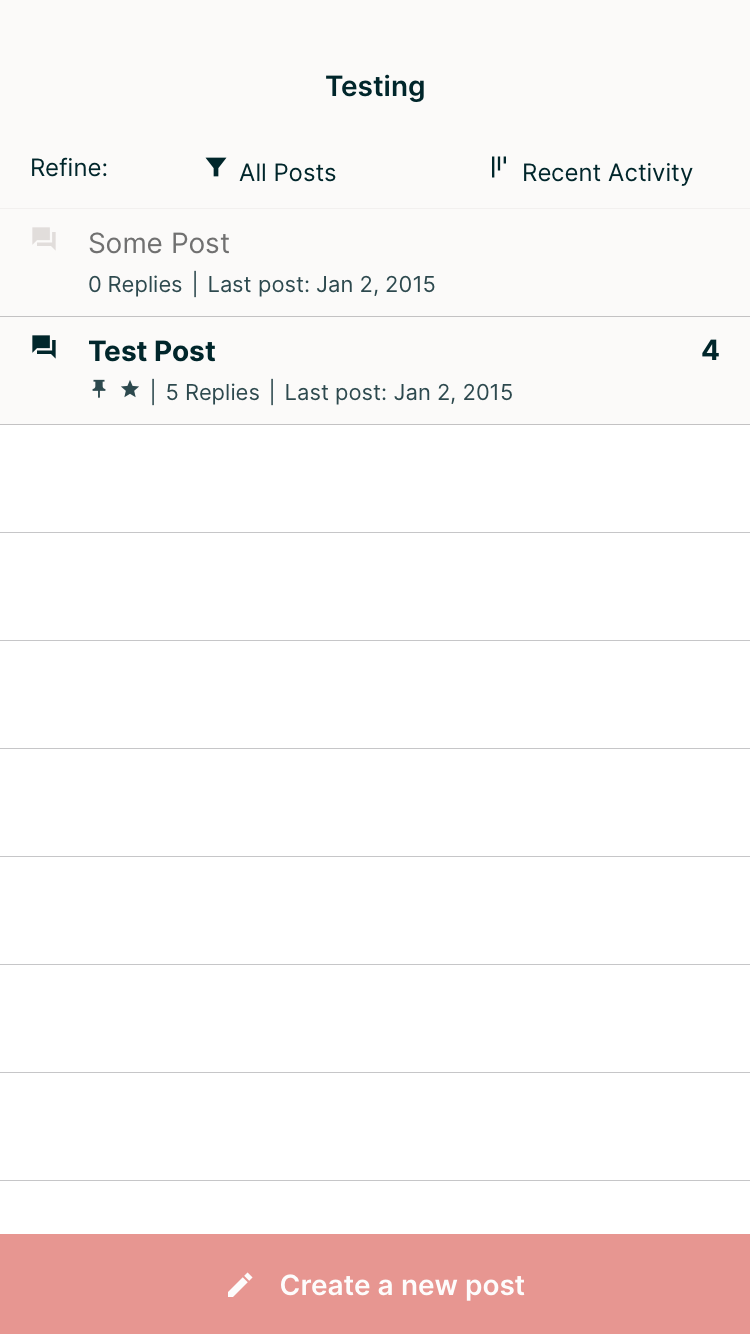 Testing
Refine: All Posts Recent Activity
Some Post
0 Replies | Last post: Jan 2, 2015
Test Post 4
| 5 Replies | Last post: Jan 2, 2015
Create a new post